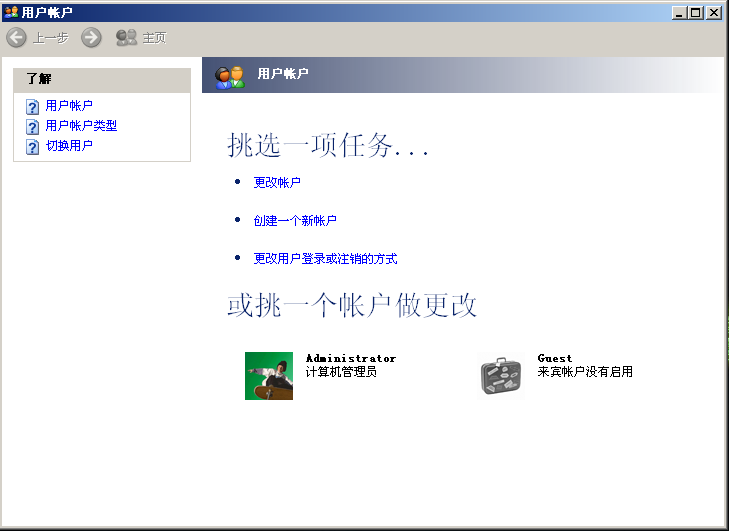 用户帐户
上一步
主页
了解
用户帐户
用户帐户类型
切换用户
用户帐户
挑选一项任务...
更改帐户
创建一个新帐户
更改用户登录或注销的方式
或挑一个帐户做更改
Administrator
计算机管理员
Guest
来宾帐户没有启用